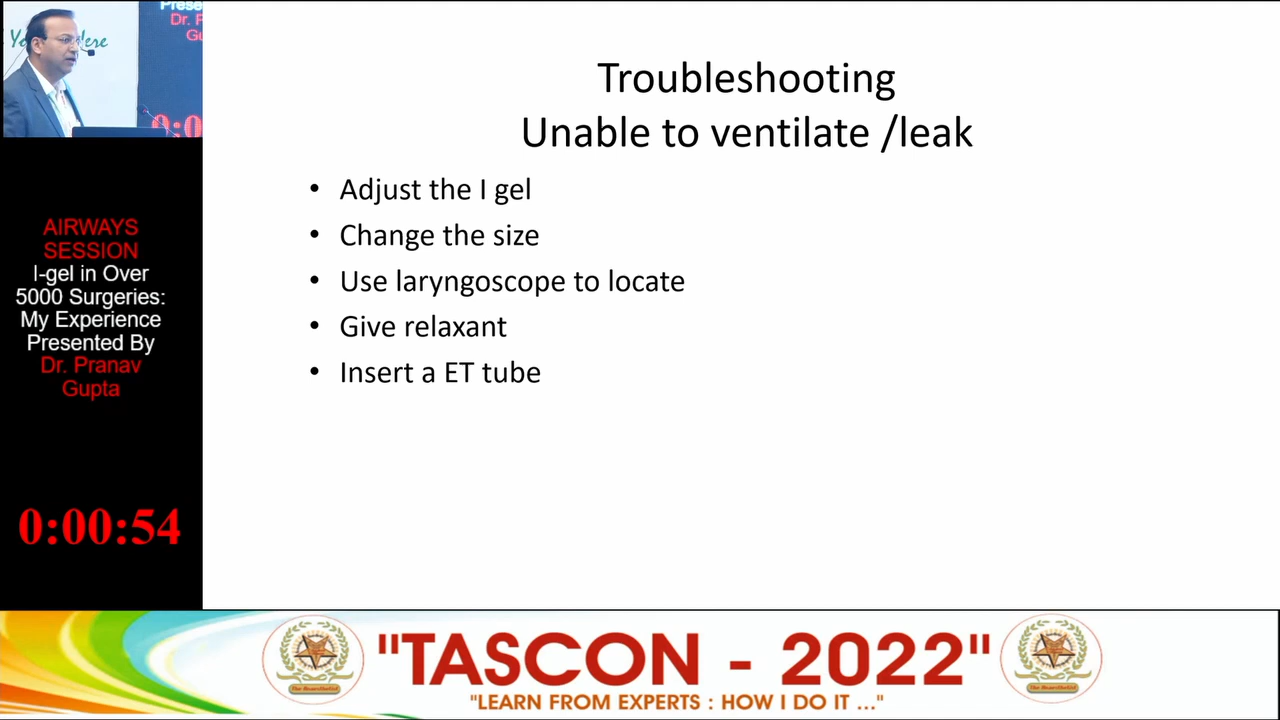 Troubleshooting
Unable to ventilate /leak
• Adjust the I gel
• Change the size
• Use laryngoscope to locate
• Give relaxant
• Insert a ET tube
AIRWAYS
SESSION
I-gel in Over
5000 Surgeries:
My Experience
Presented By
Dr. Pranav
Gupta
0:00:54
"TASCON - 2022"
"LEARN FROM EXPERTS : HOW I DO IT ..."